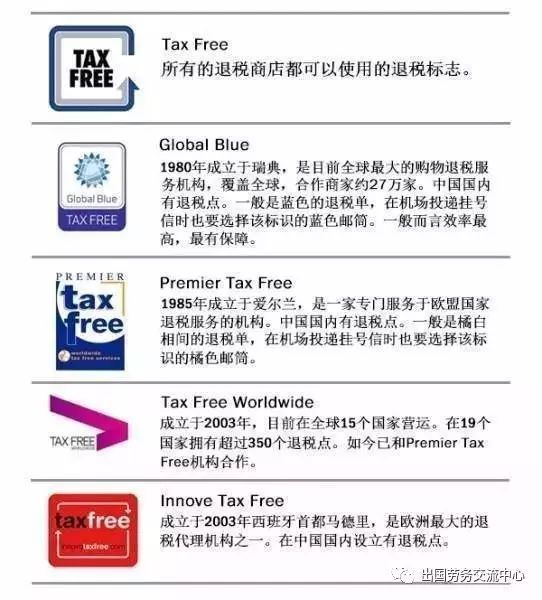 TAX
FREE
Tax Free
所有的退税商店都可以使用的退税标志。
Global Blue
TAX FREE
Global Blue
1980年成立于瑞典，是目前全球最大的购物退税服
务机构，覆盖全球，合作商家约27万家。中国国内
有退税点。一般是蓝色的退税单，在机场投递挂号
信时也要选择该标识的蓝色邮筒。一般而言效率最
高，最有保障。
PREMIER
tax
free
worldwide
tax free services
Premier Tax Free
1985年成立于爱尔兰，是一家专门服务于欧盟国家
退税服务的机构。中国国内有退税点。一般是橘白
相间的退税单，在机场投递挂号信时也要选择该标
识的橘色邮筒。
TAX FREE
WORLDWIDE
Tax Free Worldwide
成立于2003年，目前在全球15个国家营运。在19个
国家拥有超过350个退税点。如今已和Premier Tax
Free机构合作。
taxfree
innovataxfree.com
Innove Tax Free
成立于2003年西班牙首都马德里，是欧洲最大的退
税代理机构之一。在中国国内设立有退税点。
出国劳务交流中心